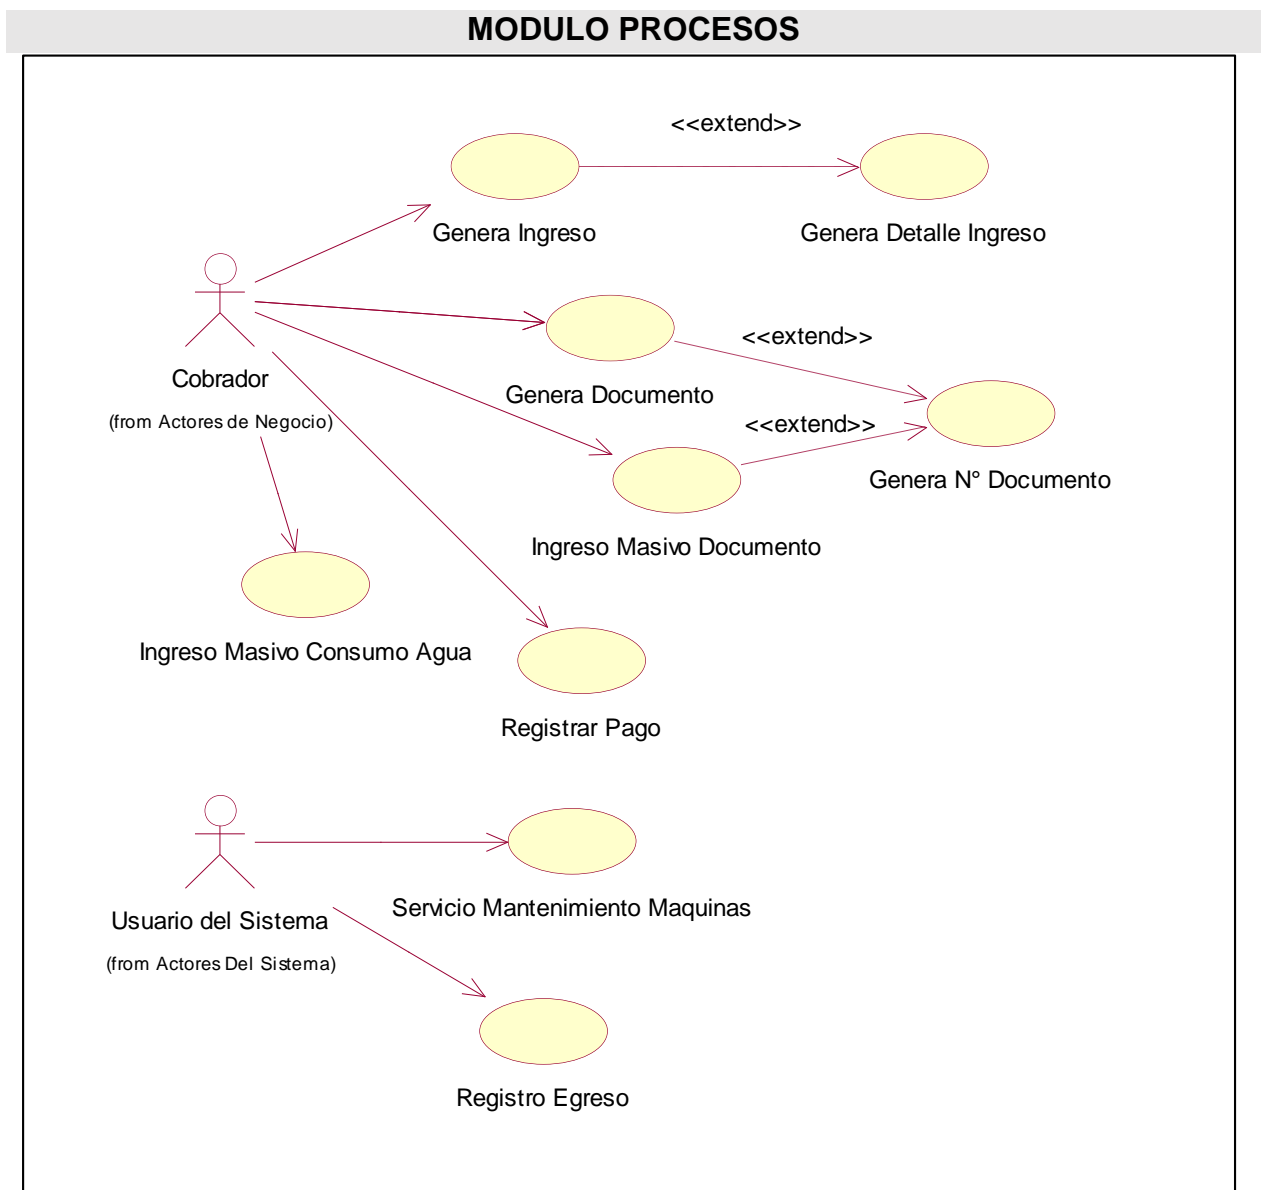 MODULO PROCESOS
<<extend>>
Genera Ingreso
Genera Detalle Ingreso
<<extend>>
Cobrador
Genera Documento
(from Actores de Negocio)
<<extend>>
Genera N° Documento
Ingreso Masivo Documento
Ingreso Masivo Consumo Agua
Registrar Pago
Servicio Mantenimiento Maquinas
Usuario del Sistema
(from Actores Del Sistema)
Registro Egreso